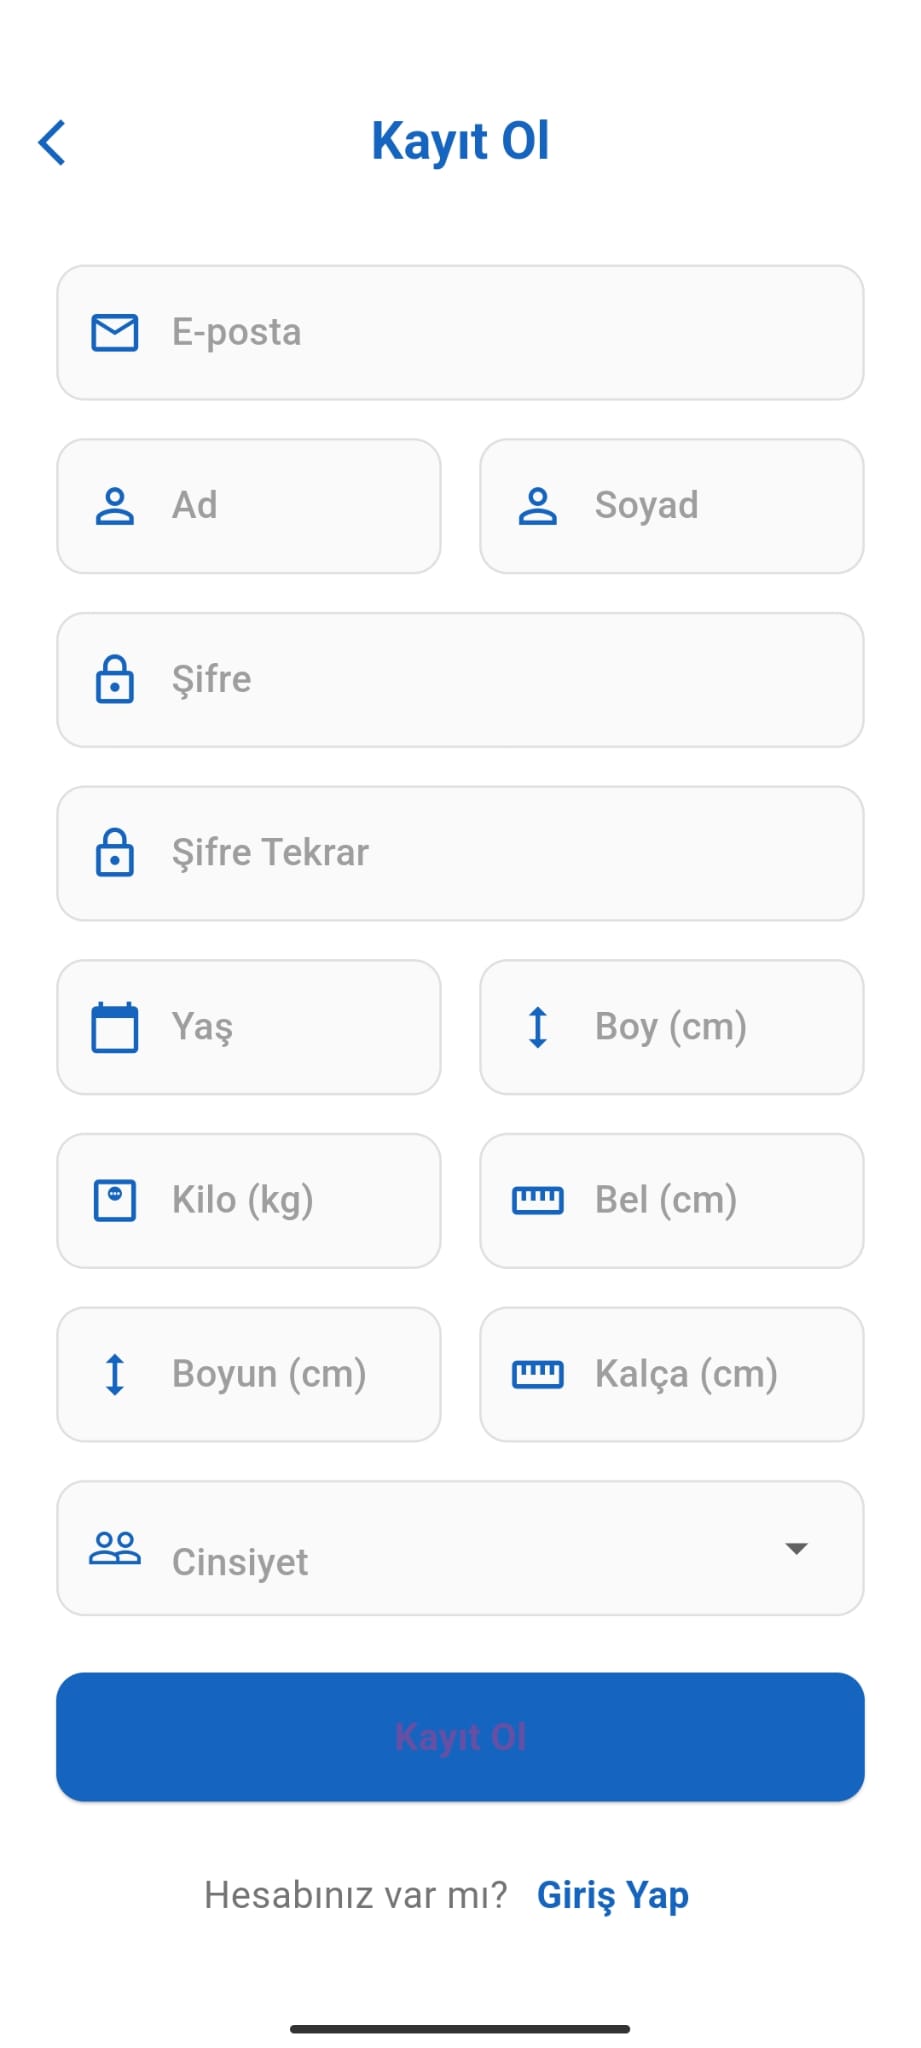 Kayıt Ol
E-posta
Ad Soyad
Şifre
Şifre Tekrar
Yaş Boy (cm)
Kilo (kg) Bel (cm)
Boyun (cm) Kalça (cm)
Cinsiyet
Kayıt Ol
Hesabınız var mı? Giriş Yap